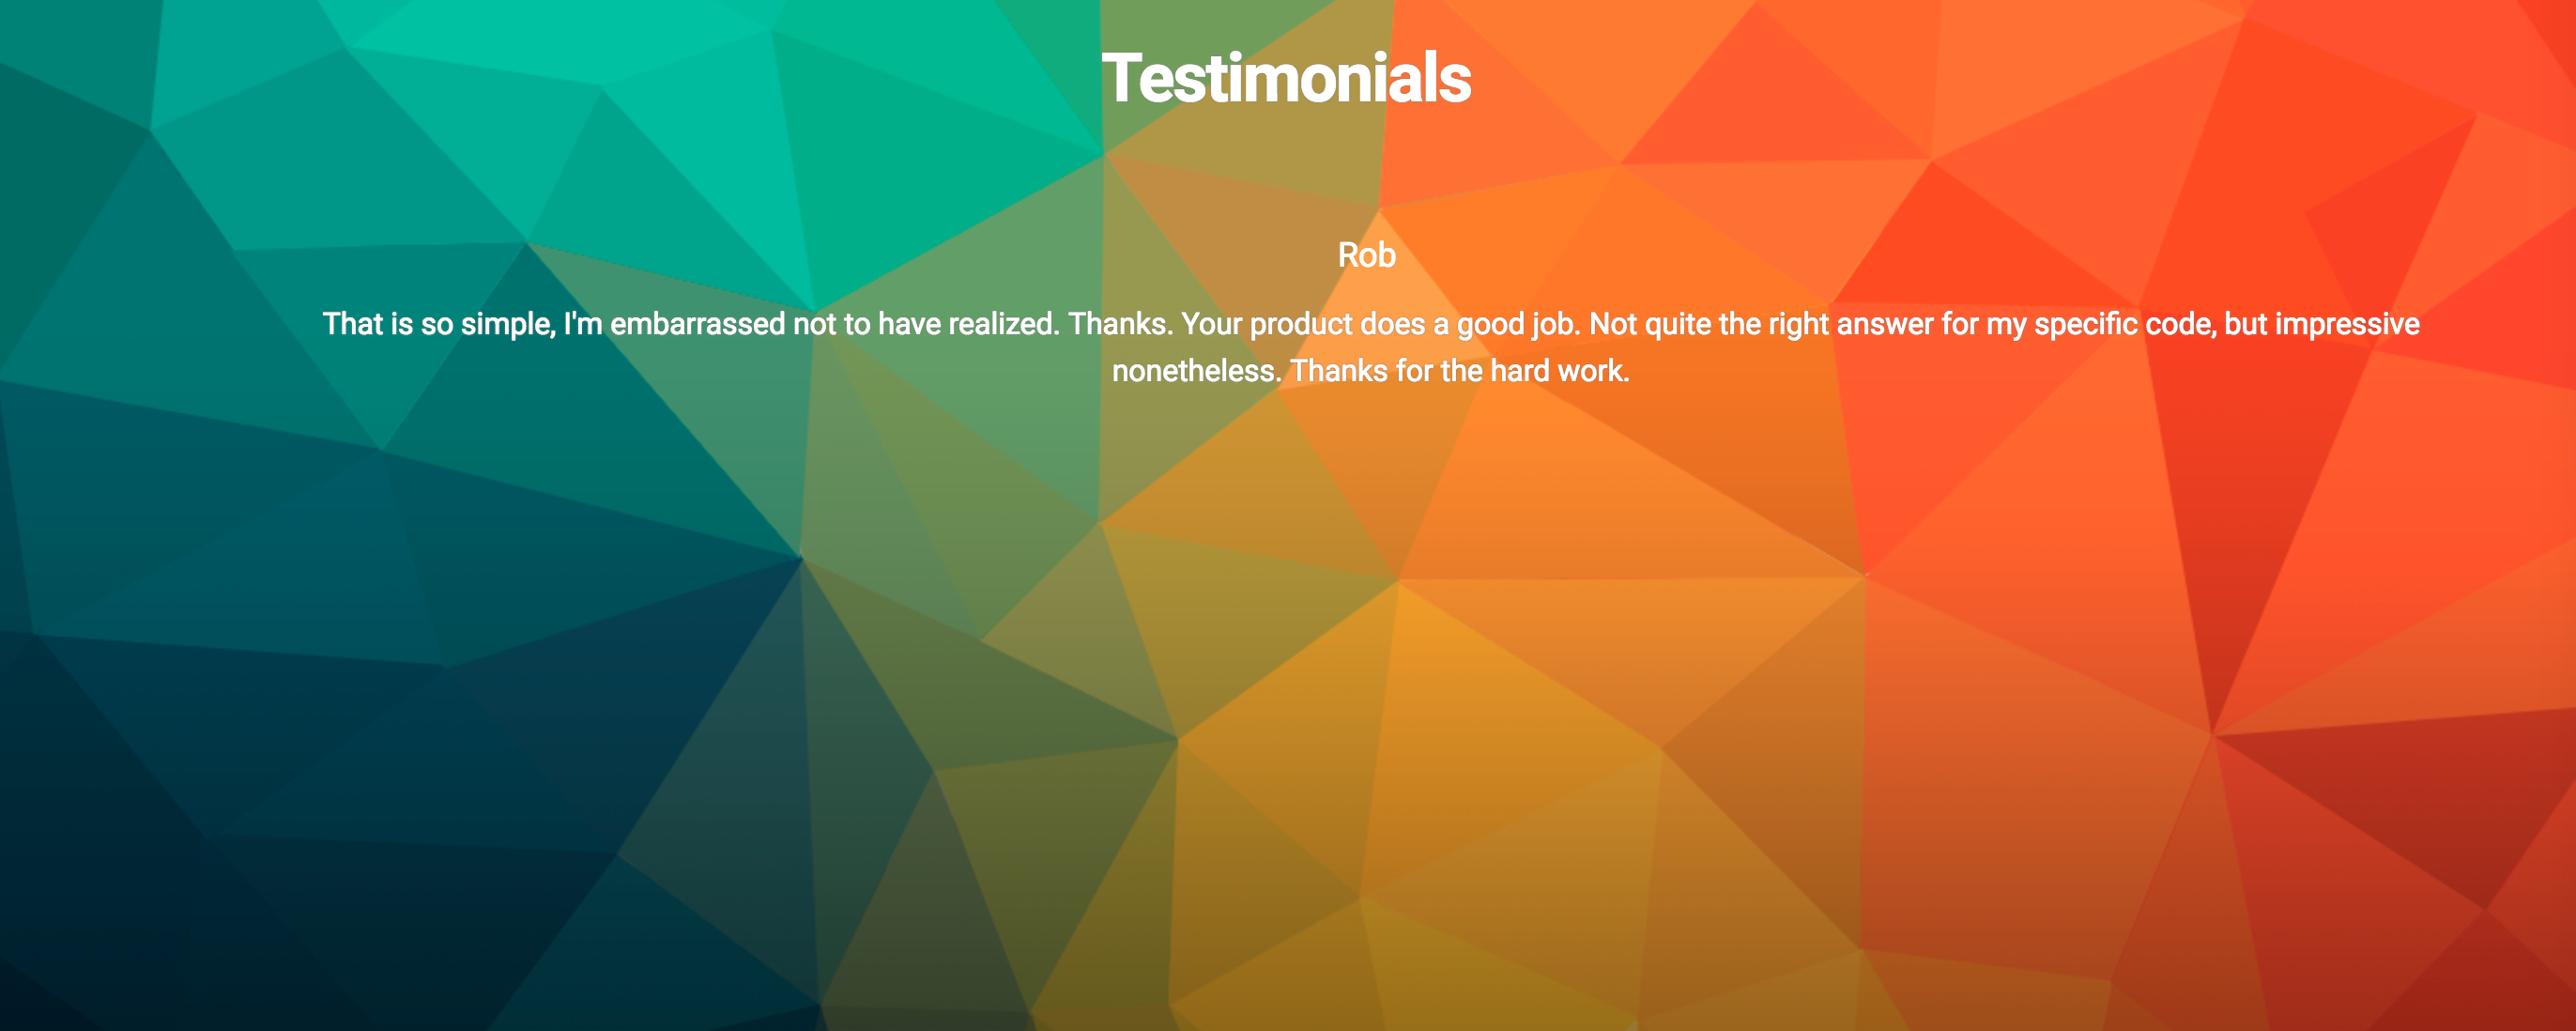 Testimonials
Rob
That is so simple, I'm embarrassed not to have realized. Thanks. Your product does a good job. Not quite the right answer for my specific code, but impressive
nonetheless. Thanks for the hard work.